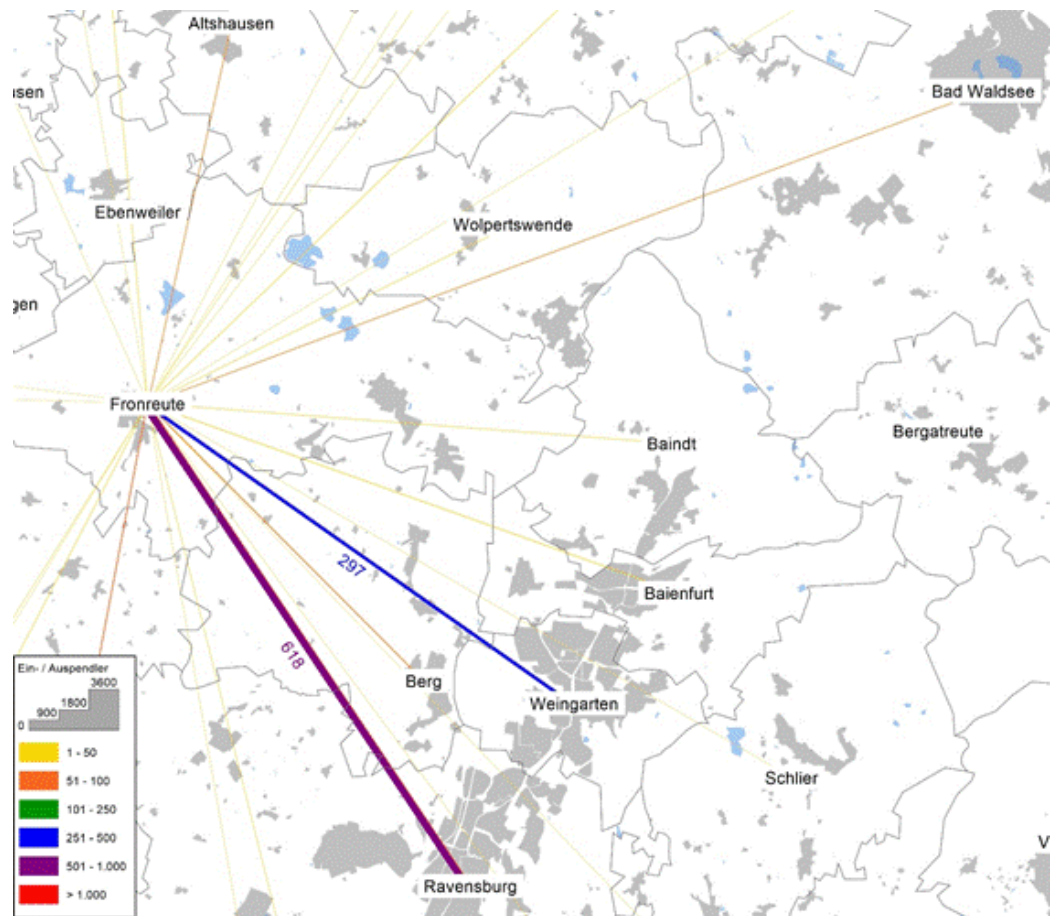 Altshausen
usen
Bad Waldsee
Ebenweiler
Wolpertswende
gen
Fronreute
Baindt
Bergatreute
297
Baienfurt
618
Berg
Weingarten
Schlier
Ravensburg
V
Ein- / Auspendler
3600
1800
900
0
1 - 50
51 - 100
101 - 250
251 - 500
501 - 1.000
> 1.000